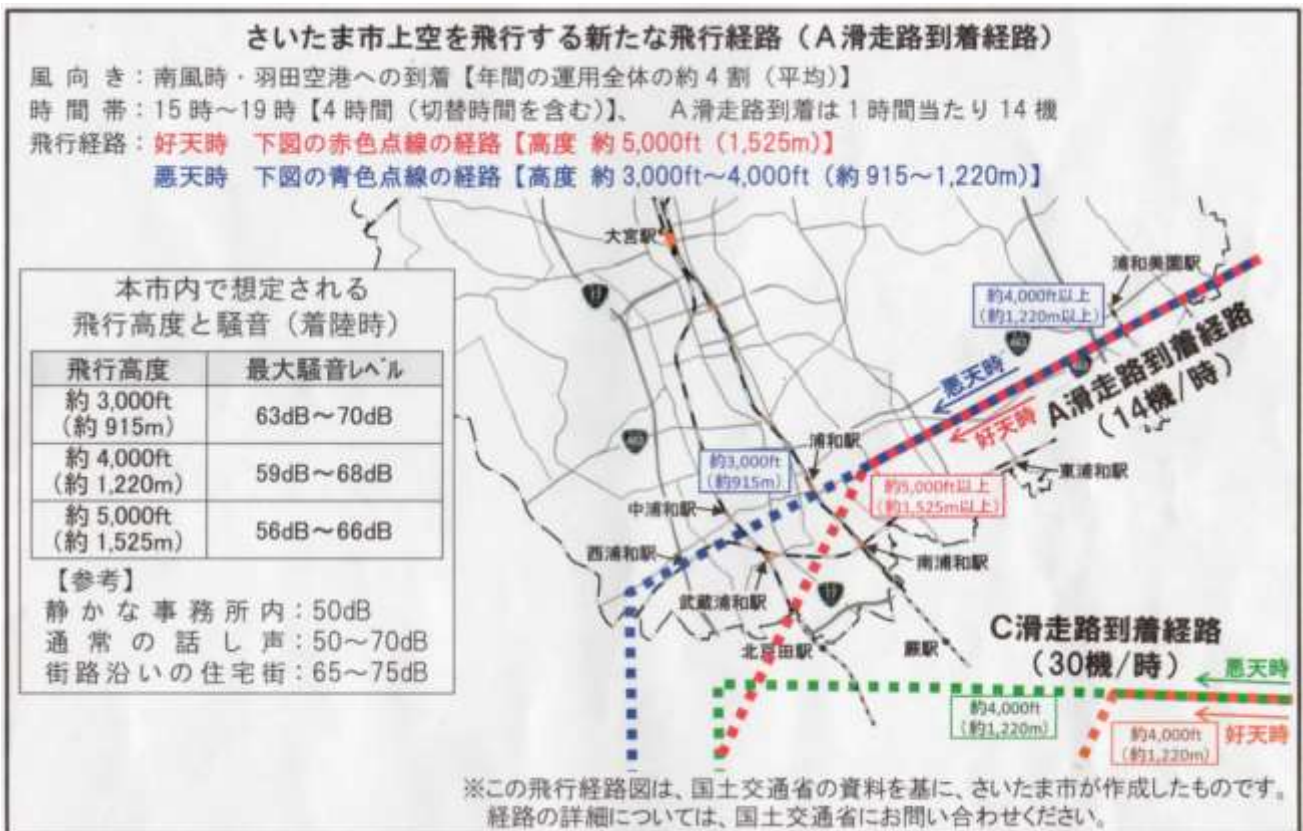 さいたま市上空を飛行する新たな飛行経路（A滑走路到着経路）
風向き：南風時・羽田空港への到着【年間の運用全体の約4割（平均）】
時間帯：15時～19時【4時間（切替時間を含む）】、　A滑走路到着は1時間当たり14機
飛行経路：好天時　下図の赤色点線の経路【高度 約5,000ft（1,525m）】
悪天時　下図の青色点線の経路【高度 約3,000ft～4,000ft（約915～1,220m）】
本市内で想定される
飛行高度と騒音（着陸時）
飛行高度　最大騒音ﾚﾍﾞﾙ
約3,000ft
（約915m）
63dB～70dB
約4,000ft
（約1,220m）
59dB～68dB
約5,000ft
（約1,525m）
56dB～66dB
【参考】
静かな事務所内：50dB
通常の話し声：50～70dB
街路沿いの住宅街：65～75dB
大宮駅
17
浦和美園駅
約4,000ft以上
（約1,220m以上）
463
悪天時
好天時
A滑走路到着経路
（14機/時）
浦和駅
約3,000ft
（約915m）
約5,000ft以上
（約1,525m以上）
東浦和駅
中浦和駅
西浦和駅
南浦和駅
武蔵浦和駅
17
北戸田駅
蕨駅
C滑走路到着経路
（30機/時）
悪天時
約4,000ft
（約1,220m）
約4,000ft
（約1,220m）
好天時
※この飛行経路図は、国土交通省の資料を基に、さいたま市が作成したものです。
経路の詳細については、国土交通省にお問い合わせください。